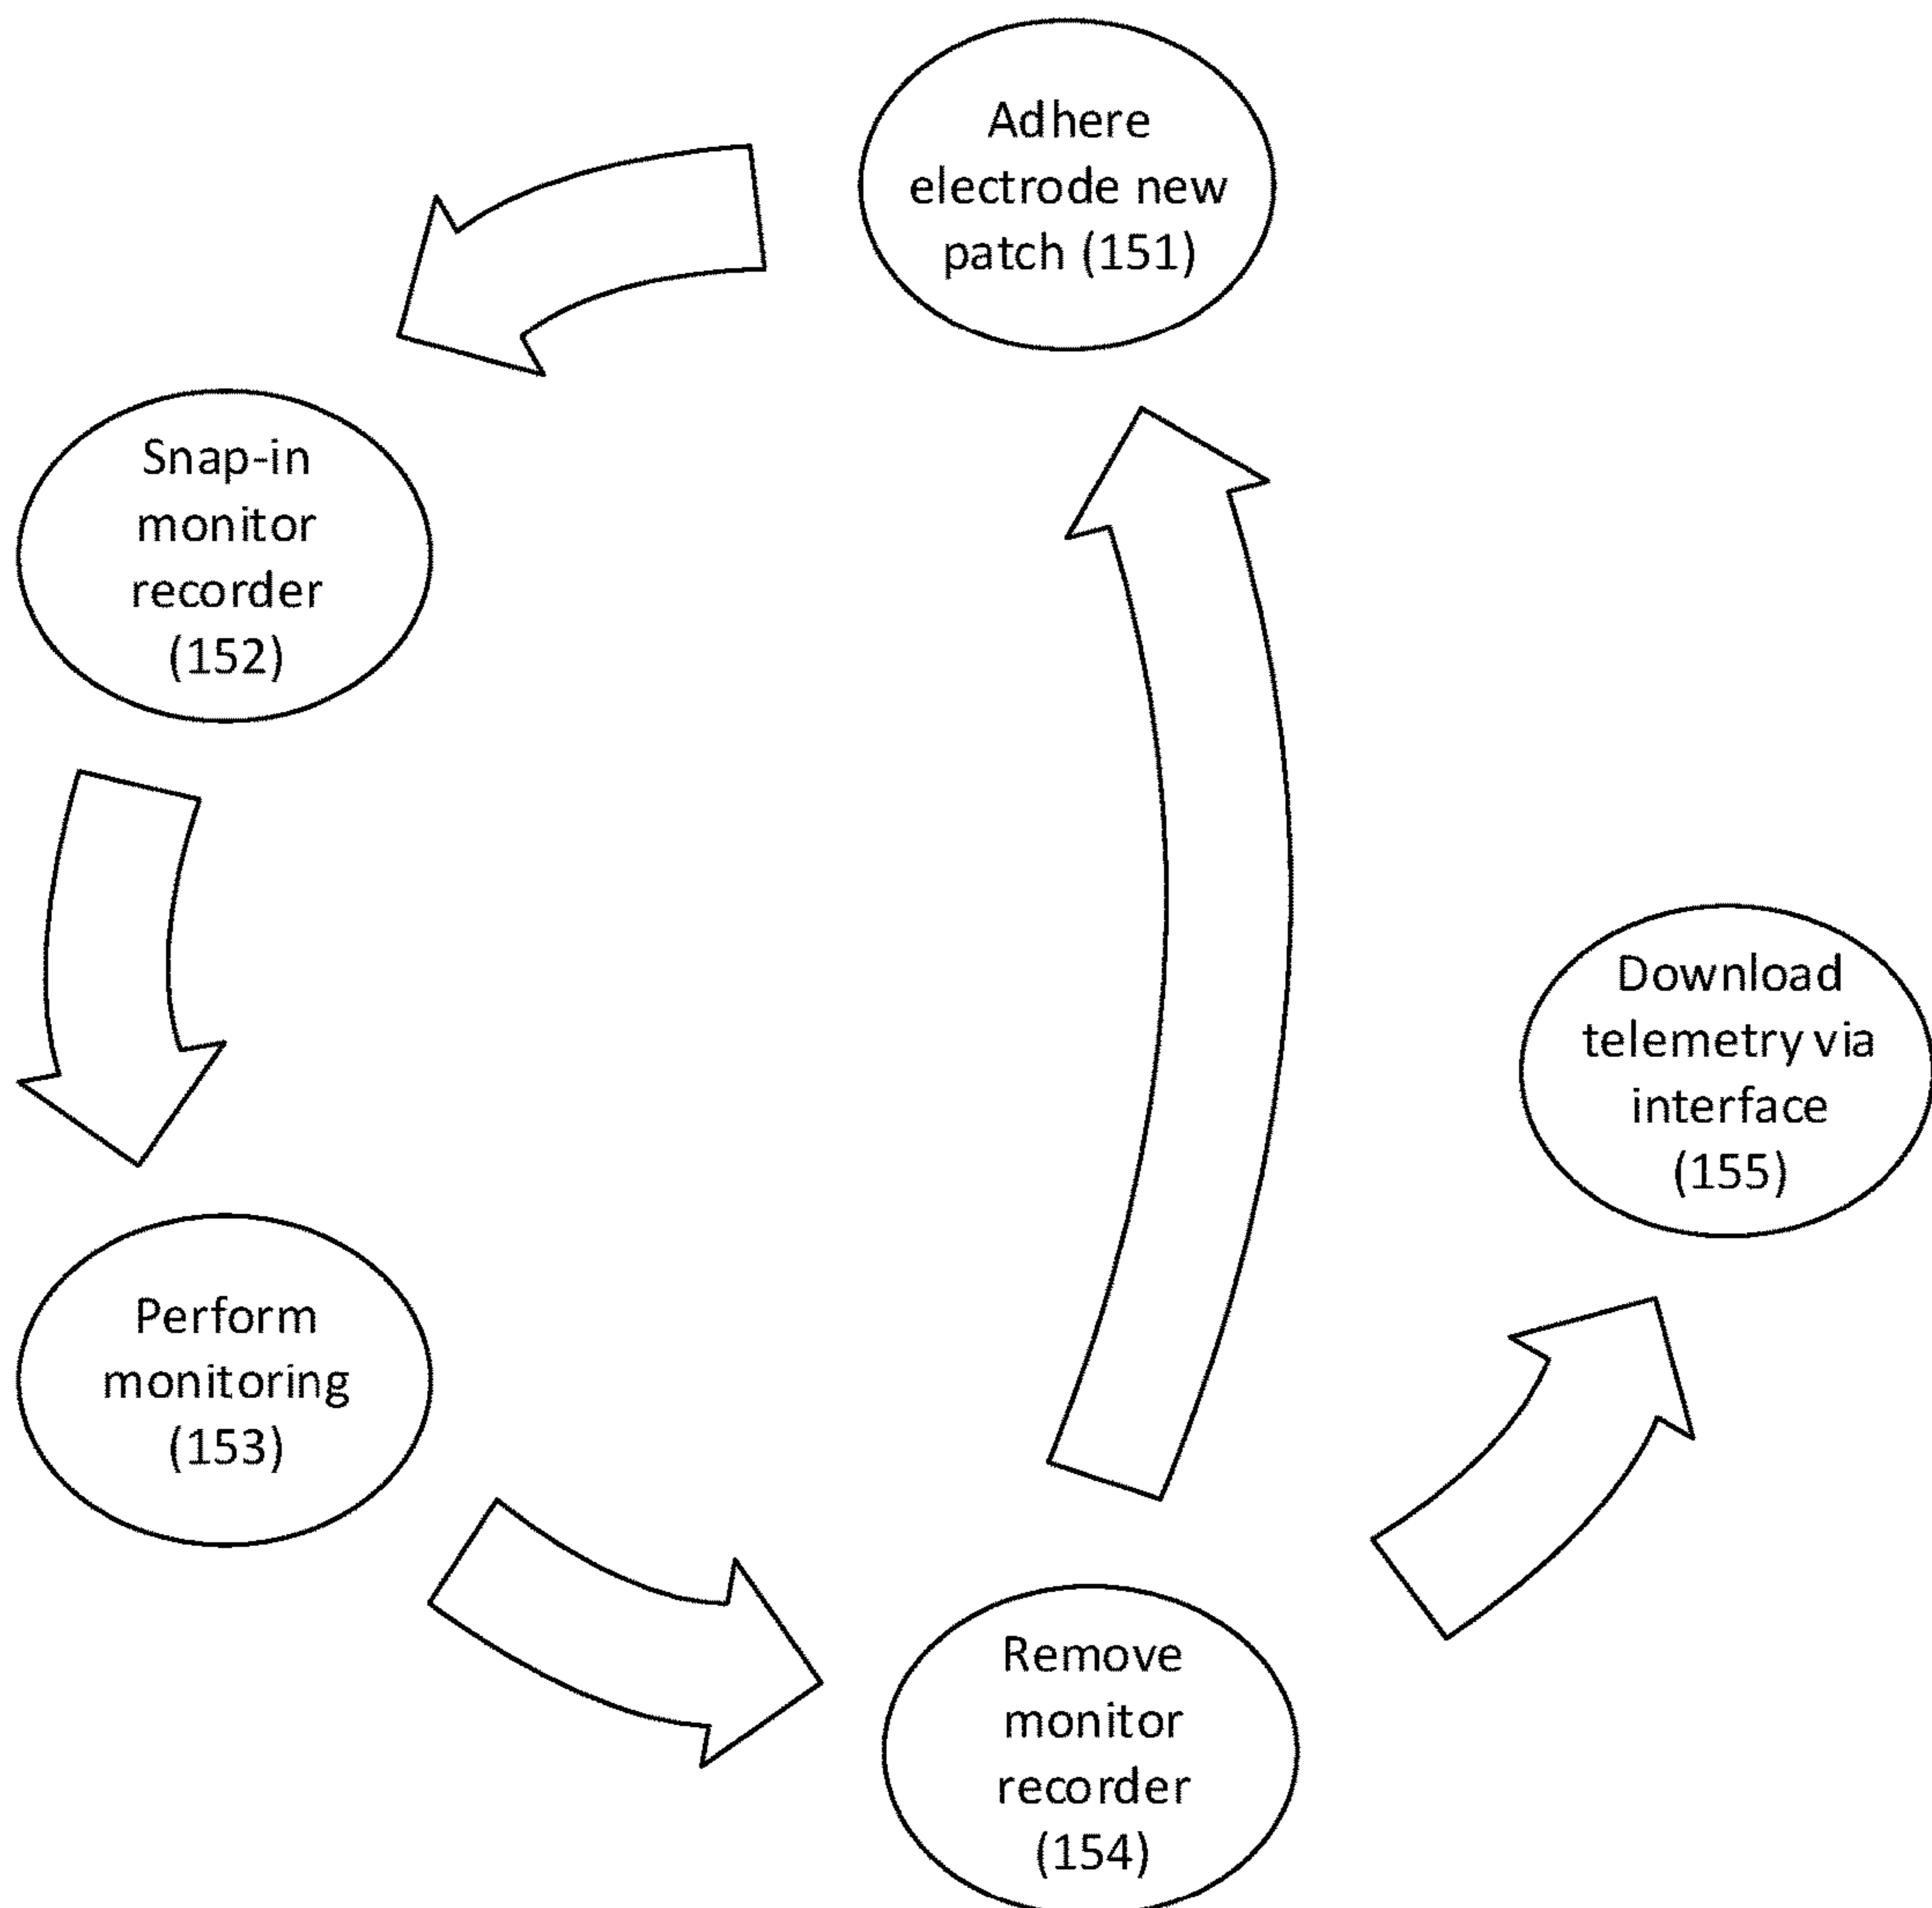 Adhere
electrode new
patch (151)
Snap-in
monitor
recorder
(152)
Perform
monitoring
(153)
Remove
monitor
recorder
(154)
Download
telemetry via
interface
(155)